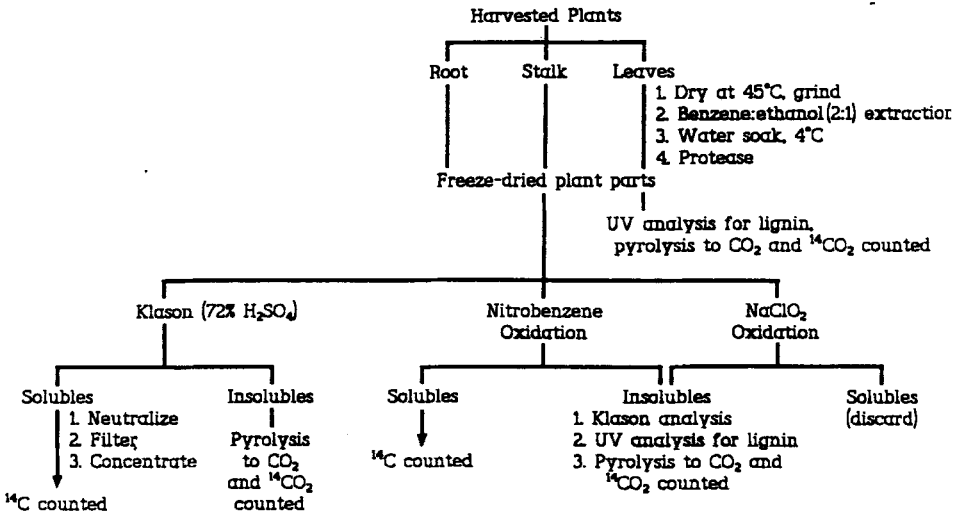 Harvested Plants
Root Stalk Leaves
1. Dry at 45°C, grind
2. Benzene:ethanol (2:1) extraction
3. Water soak, 4°C
4. Protease
Freeze-dried plant parts
UV analysis for lignin,
pyrolysis to CO₂ and ¹⁴CO₂ counted
Klason (72% H₂SO₄)
Nitrobenzene
Oxidation
NaClO₂
Oxidation
Solubles
1. Neutralize
2. Filter,
3. Concentrate
¹⁴C counted
Insolubles
Pyrolysis
to CO₂
and ¹⁴CO₂
counted
Solubles
¹⁴C counted
Insolubles
1. Klason analysis
2. UV analysis for lignin
3. Pyrolysis to CO₂ and
¹⁴CO₂ counted
Solubles
(discard)